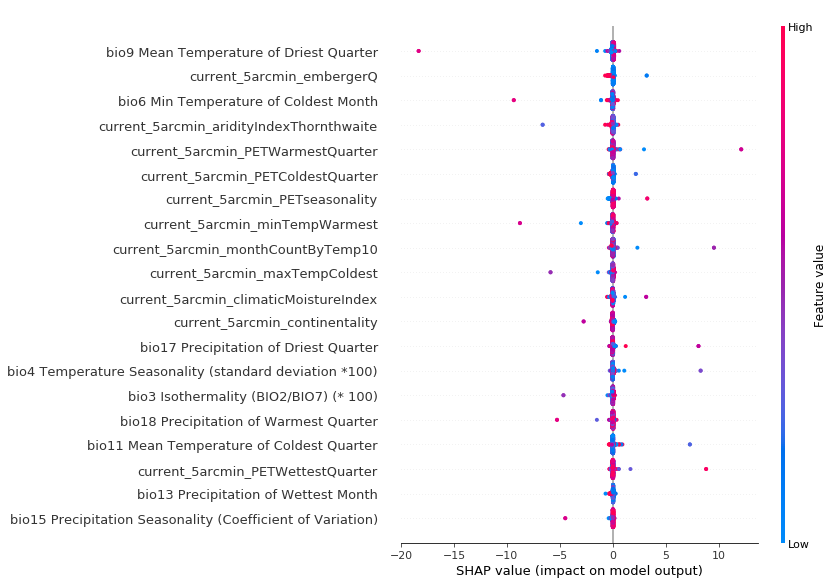 High
bio9 Mean Temperature of Driest Quarter
current_5arcmin_embergerQ
bio6 Min Temperature of Coldest Month
current_5arcmin_aridityIndexThornthwaite
current_5arcmin_PETWarmestQuarter
current_5arcmin_PETColdestQuarter
current_5arcmin_PETseasonality
current_5arcmin_minTempWarmest
current_5arcmin_monthCountByTemp10
current_5arcmin_maxTempColdest
current_5arcmin_climaticMoistureIndex
current_5arcmin_continentality
bio17 Precipitation of Driest Quarter
bio4 Temperature Seasonality (standard deviation *100)
bio3 Isothermality (BIO2/BIO7) (* 100)
bio18 Precipitation of Warmest Quarter
bio11 Mean Temperature of Coldest Quarter
current_5arcmin_PETWettestQuarter
bio13 Precipitation of Wettest Month
bio15 Precipitation Seasonality (Coefficient of Variation)
Feature value
Low
−20 −15 −10 −5 0 5 10
SHAP value (impact on model output)